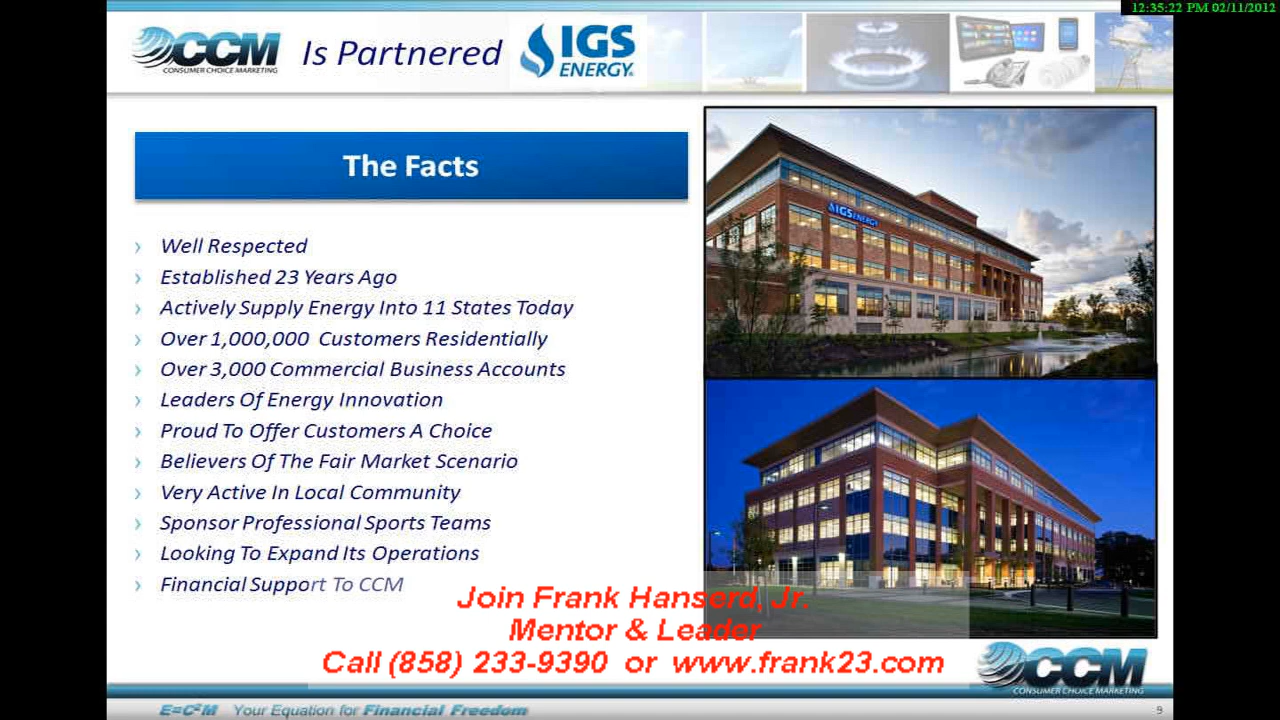 12:35:22 PM 02/11/2012
CCM Is Partnered IGS
CONSUMER CHOICE MARKETING ENERGY
The Facts
IGS ENERGY
› Well Respected
› Established 23 Years Ago
› Actively Supply Energy Into 11 States Today
› Over 1,000,000 Customers Residentially
› Over 3,000 Commercial Business Accounts
› Leaders Of Energy Innovation
› Proud To Offer Customers A Choice
› Believers Of The Fair Market Scenario
› Very Active In Local Community
› Sponsor Professional Sports Teams
› Looking To Expand Its Operations
› Financial Support To CCM
Join Frank Hanserd, Jr.
Mentor & Leader
Call (858) 233-9390 or www.frank23.com
CCM
CONSUMER CHOICE MARKETING
E=C²M Your Equation for Financial Freedom
9